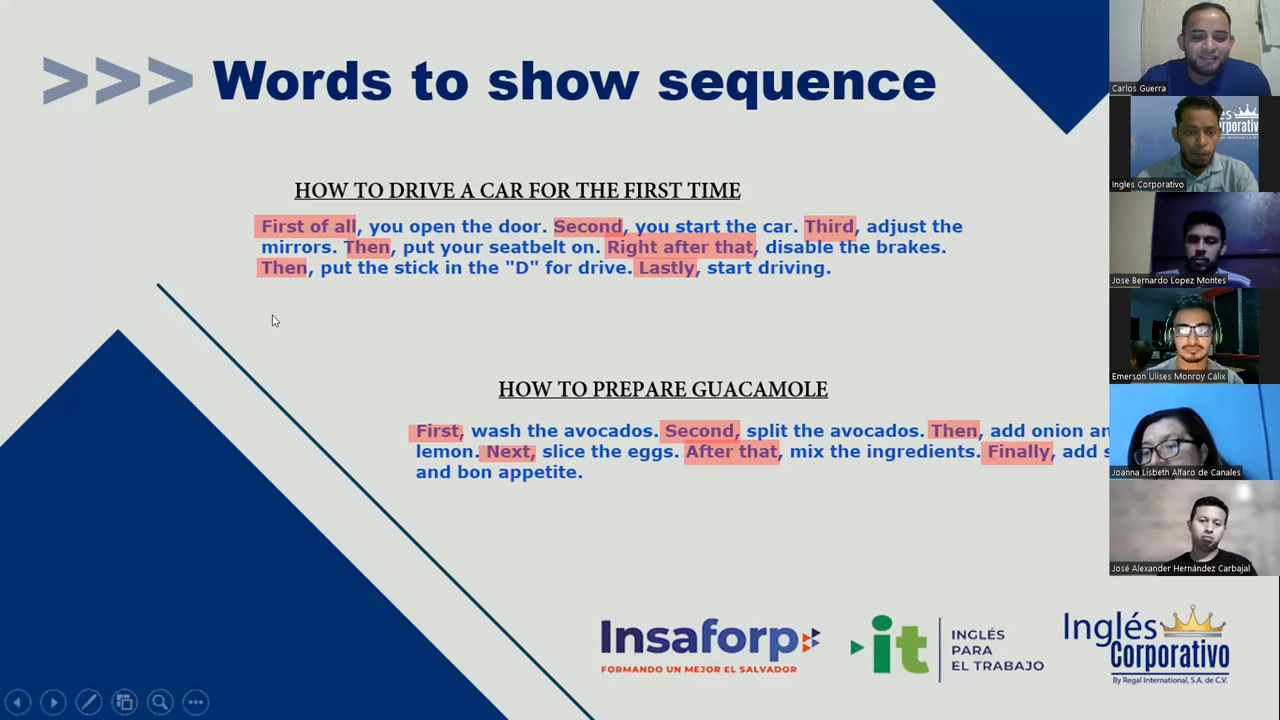 >>> Words to show sequence
HOW TO DRIVE A CAR FOR THE FIRST TIME
First of all, you open the door. Second, you start the car. Third, adjust the
mirrors. Then, put your seatbelt on. Right after that, disable the brakes.
Then, put the stick in the "D" for drive. Lastly, start driving.
HOW TO PREPARE GUACAMOLE
First, wash the avocados. Second, split the avocados. Then, add onion
lemon. Next, slice the eggs. After that, mix the ingredients. Finally, add
and bon appetite.
Insaforp
FORMANDO UN MEJOR EL SALVADOR
it
INGLÉS
PARA
EL TRABAJO
Inglés
Corporativo
By Regal International, S.A. de C.V.
Carlos Guerra
Ingles Corporativo
Jose Bernardo Lopez Montes
Emerson Ulises Monroy Cálix
Joanna Lisbeth Alfaro de Canales
José Alexander Hernández Carbajal